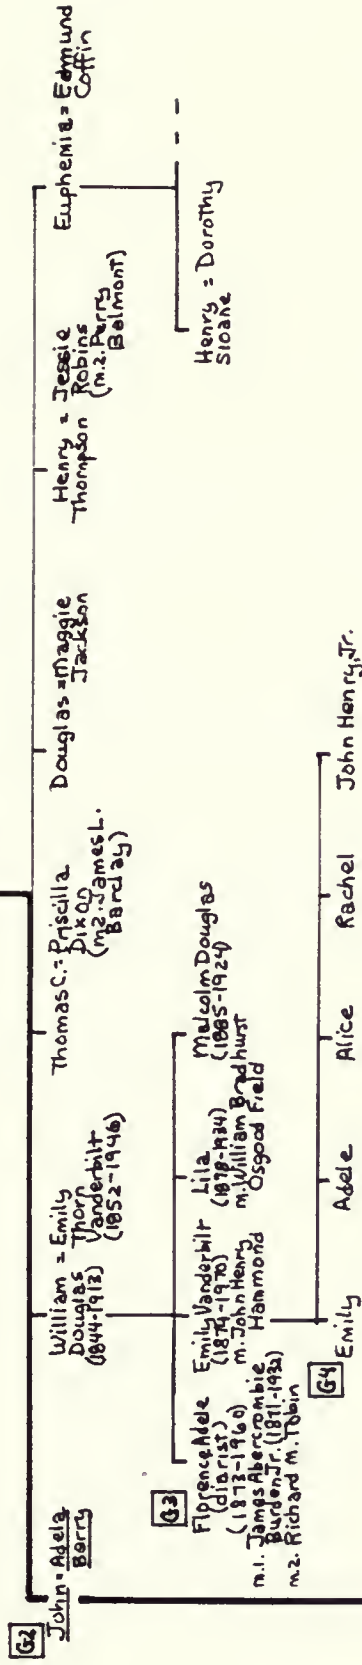 G2
John = Adela
Berry
William = Emily
Douglas Thorn
(1844-1913) Vanderbilt
(1852-1946)
Thomas C. = Priscilla
Dixon
(m2. James L.
Barclay)
Douglas = Maggie
Jackson
Henry = Jessie
Thompson Robins
(m.2. Perry
Belmont)
Euphemia = Edmund
Coffin
G3
Florence Adele
(diarist)
(1873-1960)
m.1. James Abercrombie
Burden Jr. (1871-1932)
m.2. Richard M. Tobin
Emily Vanderbilt
(1874-1970)
m. John Henry
Hammond
Lila
(1878-1934)
m. William Bradhurst
Osgood Field
Malcolm Douglas
(1885-1924)
Henry = Dorothy
Sloane
G4
Emily
Adele
Alice
Rachel
John Henry, Jr.